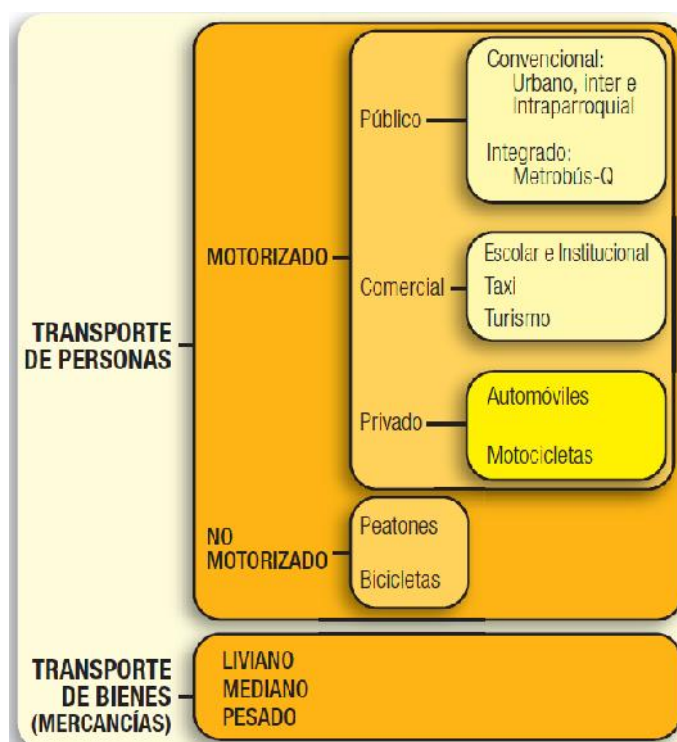 TRANSPORTE
DE PERSONAS
MOTORIZADO
Público
Convencional:
Urbano, inter e
Intraparroquial
Integrado:
Metrobús-Q
Comercial
Escolar e Institucional
Taxi
Turismo
Privado
Automóviles
Motocicletas
NO
MOTORIZADO
Peatones
Bicicletas
TRANSPORTE
DE BIENES
(MERCANCÍAS)
LIVIANO
MEDIANO
PESADO